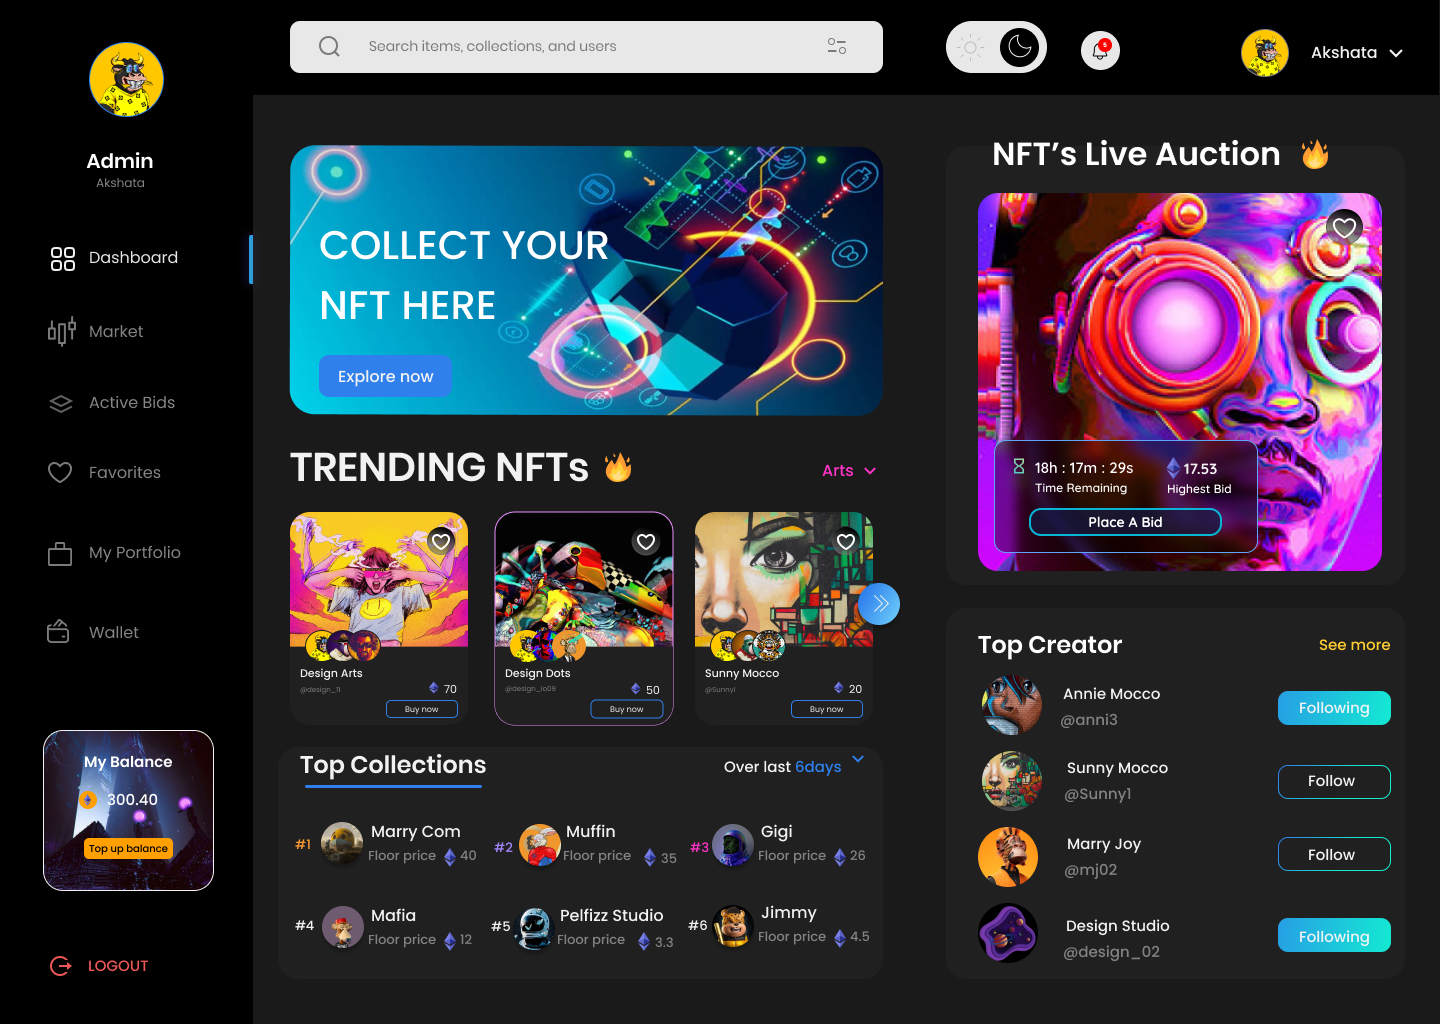 Search items, collections, and users
5
Akshata
Admin
Akshata
Dashboard
Market
Active Bids
Favorites
My Portfolio
Wallet
My Balance
300.40
Top up balance
LOGOUT
COLLECT YOUR
NFT HERE
Explore now
TRENDING NFTs
Arts
Design Arts
@design_11
70
Buy now
Design Dots
@design_io09
50
Buy now
Sunny Mocco
@Sunny1
20
Buy now
Top Collections
Over last 6days
#1
Marry Com
Floor price 40
#2
Muffin
Floor price 35
#3
Gigi
Floor price 26
#4
Mafia
Floor price 12
#5
Pelfizz Studio
Floor price 3.3
#6
Jimmy
Floor price 4.5
NFT’s Live Auction
18h : 17m : 29s
Time Remaining
17.53
Highest Bid
Place A Bid
Top Creator
See more
Annie Mocco
@anni3
Following
Sunny Mocco
@Sunny1
Follow
Marry Joy
@mj02
Follow
Design Studio
@design_02
Following